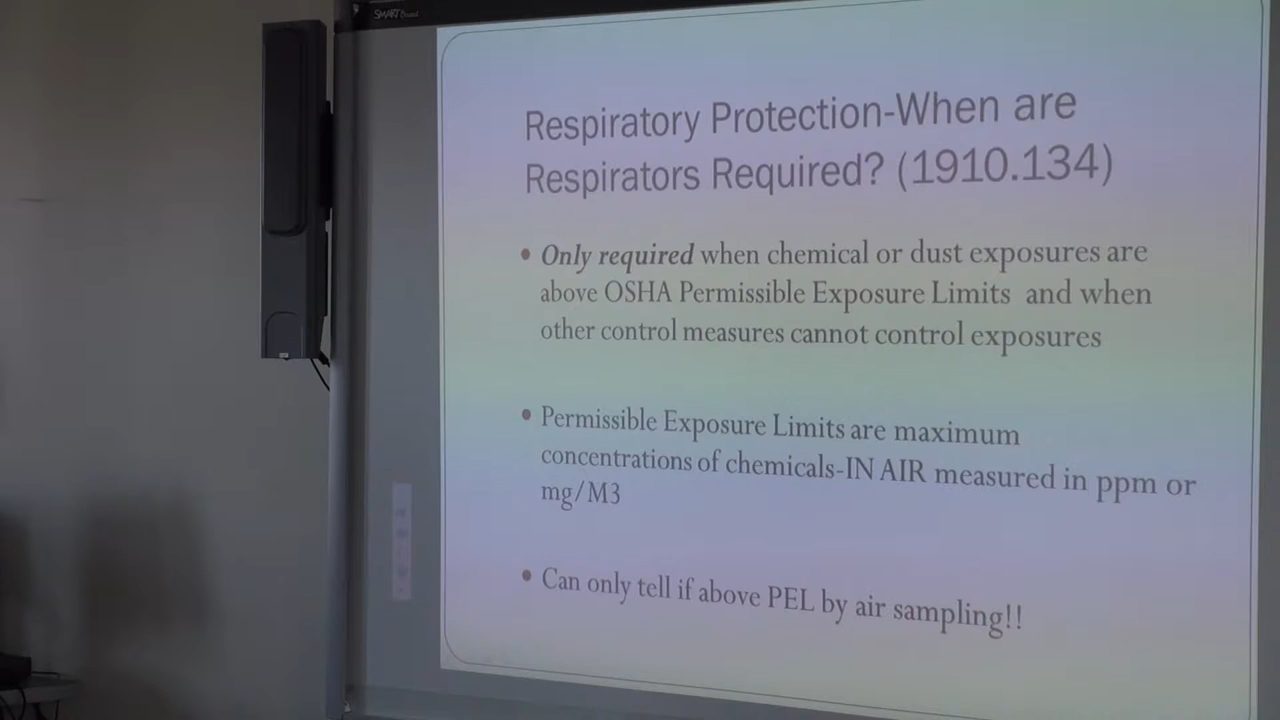 SMART Board
Respiratory Protection-When are
Respirators Required? (1910.134)
• Only required when chemical or dust exposures are
above OSHA Permissible Exposure Limits and when
other control measures cannot control exposures
• Permissible Exposure Limits are maximum
concentrations of chemicals-IN AIR measured in ppm or
mg/M3
• Can only tell if above PEL by air sampling!!